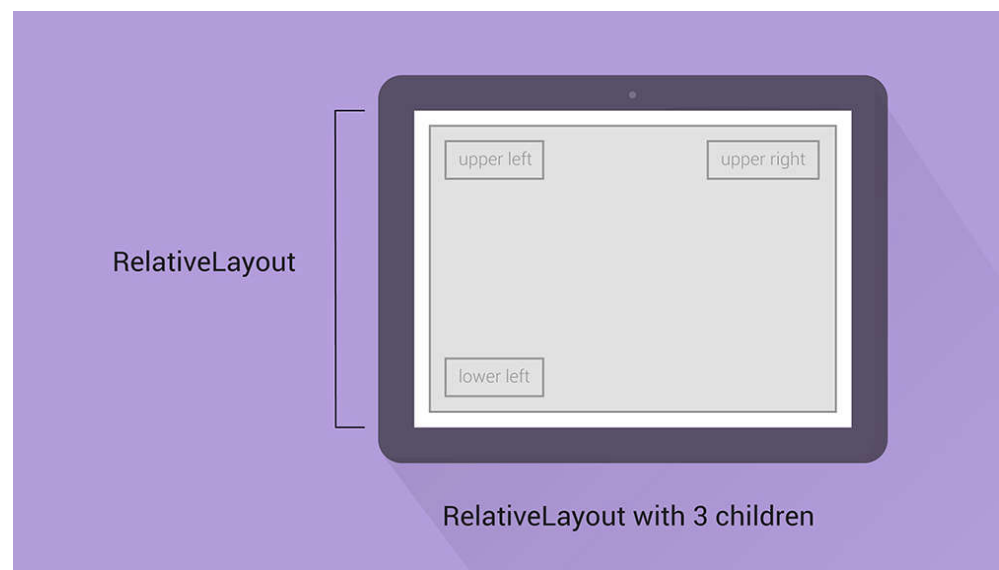 upper left
upper right
RelativeLayout
lower left
RelativeLayout with 3 children